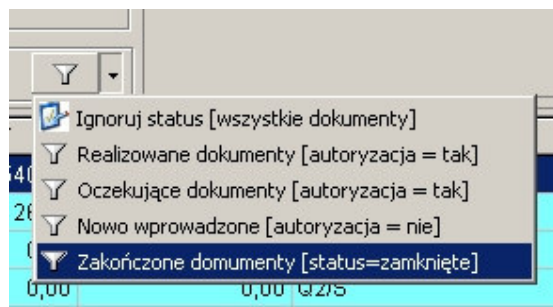 Ignoruj status [wszystkie dokumenty]
Realizowane dokumenty [autoryzacja = tak]
Oczekujące dokumenty [autoryzacja = tak]
Nowo wprowadzone [autoryzacja = nie]
Zakończone domumenty [status=zamknięte]
0,00 0,00 Q2/S